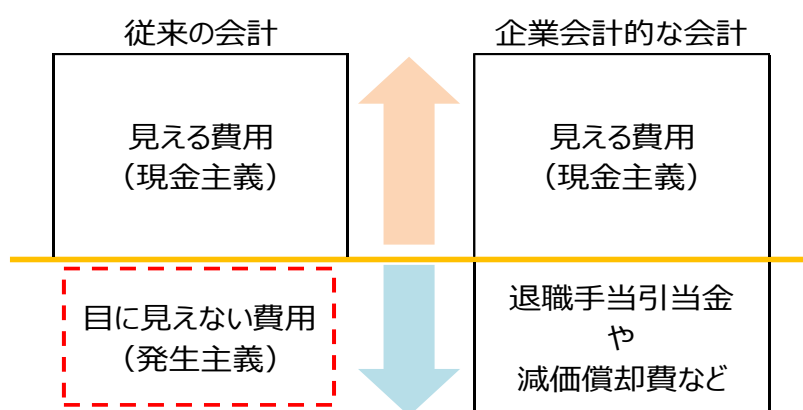 従来の会計
企業会計的な会計
見える費用
（現金主義）
見える費用
（現金主義）
目に見えない費用
（発生主義）
退職手当引当金
や
減価償却費など